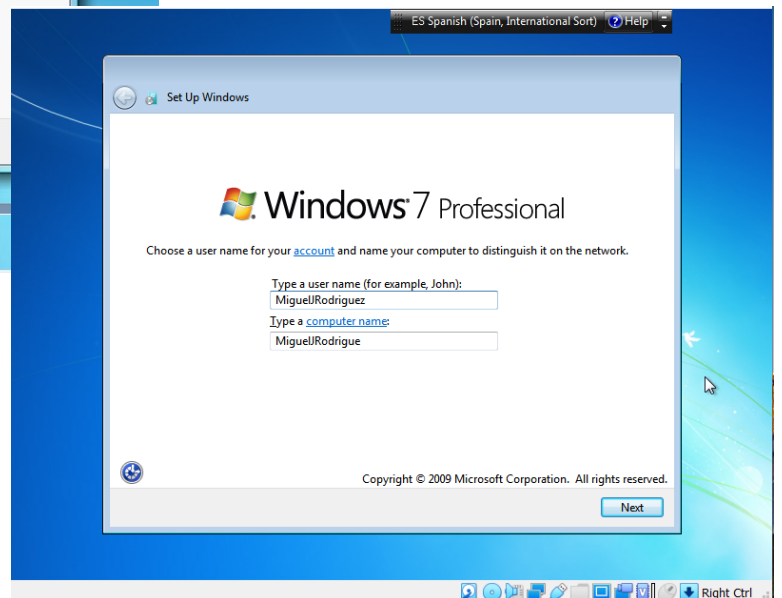 ES Spanish (Spain, International Sort) ? Help
Set Up Windows
Windows 7 Professional
Choose a user name for your account and name your computer to distinguish it on the network.
Type a user name (for example, John):
MiguelJRodriguez
Type a computer name:
MiguelJRodrigue
Copyright © 2009 Microsoft Corporation. All rights reserved.
Next
Right Ctrl